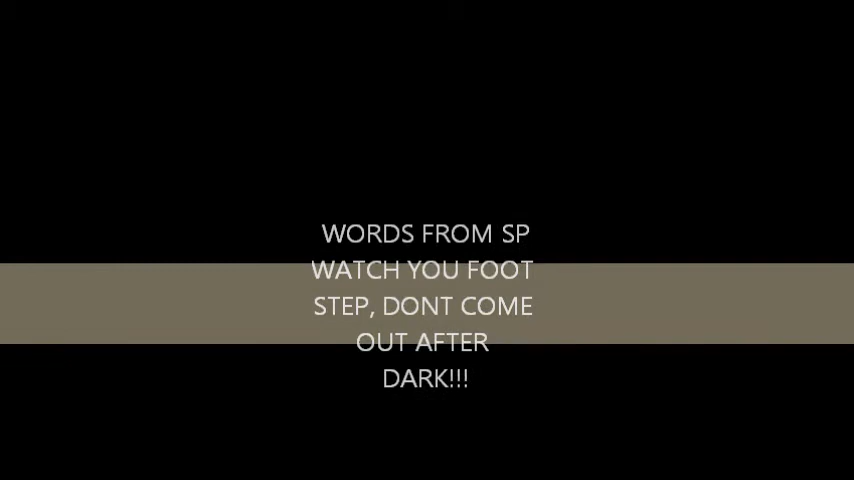 WORDS FROM SP
WATCH YOU FOOT
STEP, DONT COME
OUT AFTER
DARK!!!